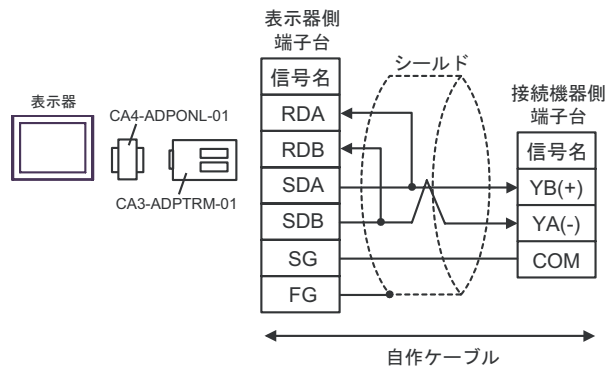 表示器側
端子台
シールド
信号名
接続機器側
端子台
表示器
CA4-ADPONL-01
RDA
信号名
RDB
SDA
YB(+)
CA3-ADPTRM-01
SDB
YA(-)
SG
COM
FG
自作ケーブル